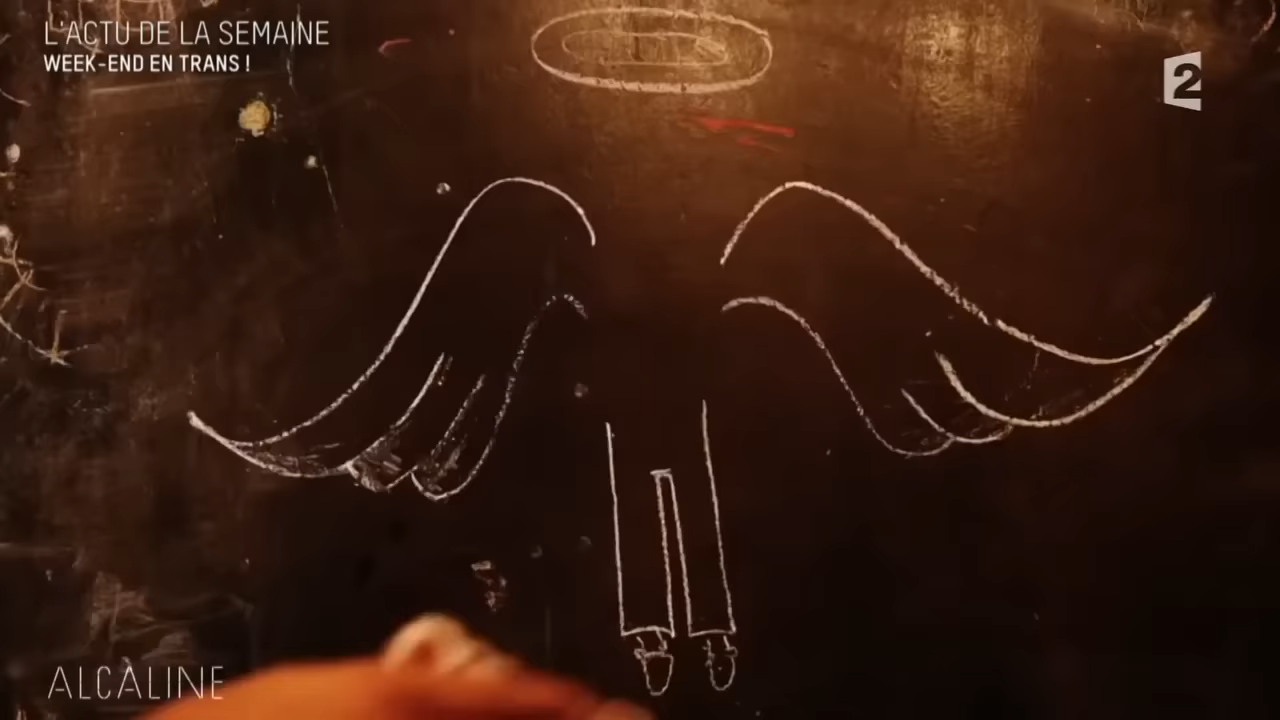 L'ACTU DE LA SEMAINE
WEEK-END EN TRANS !
2
ALCALINE